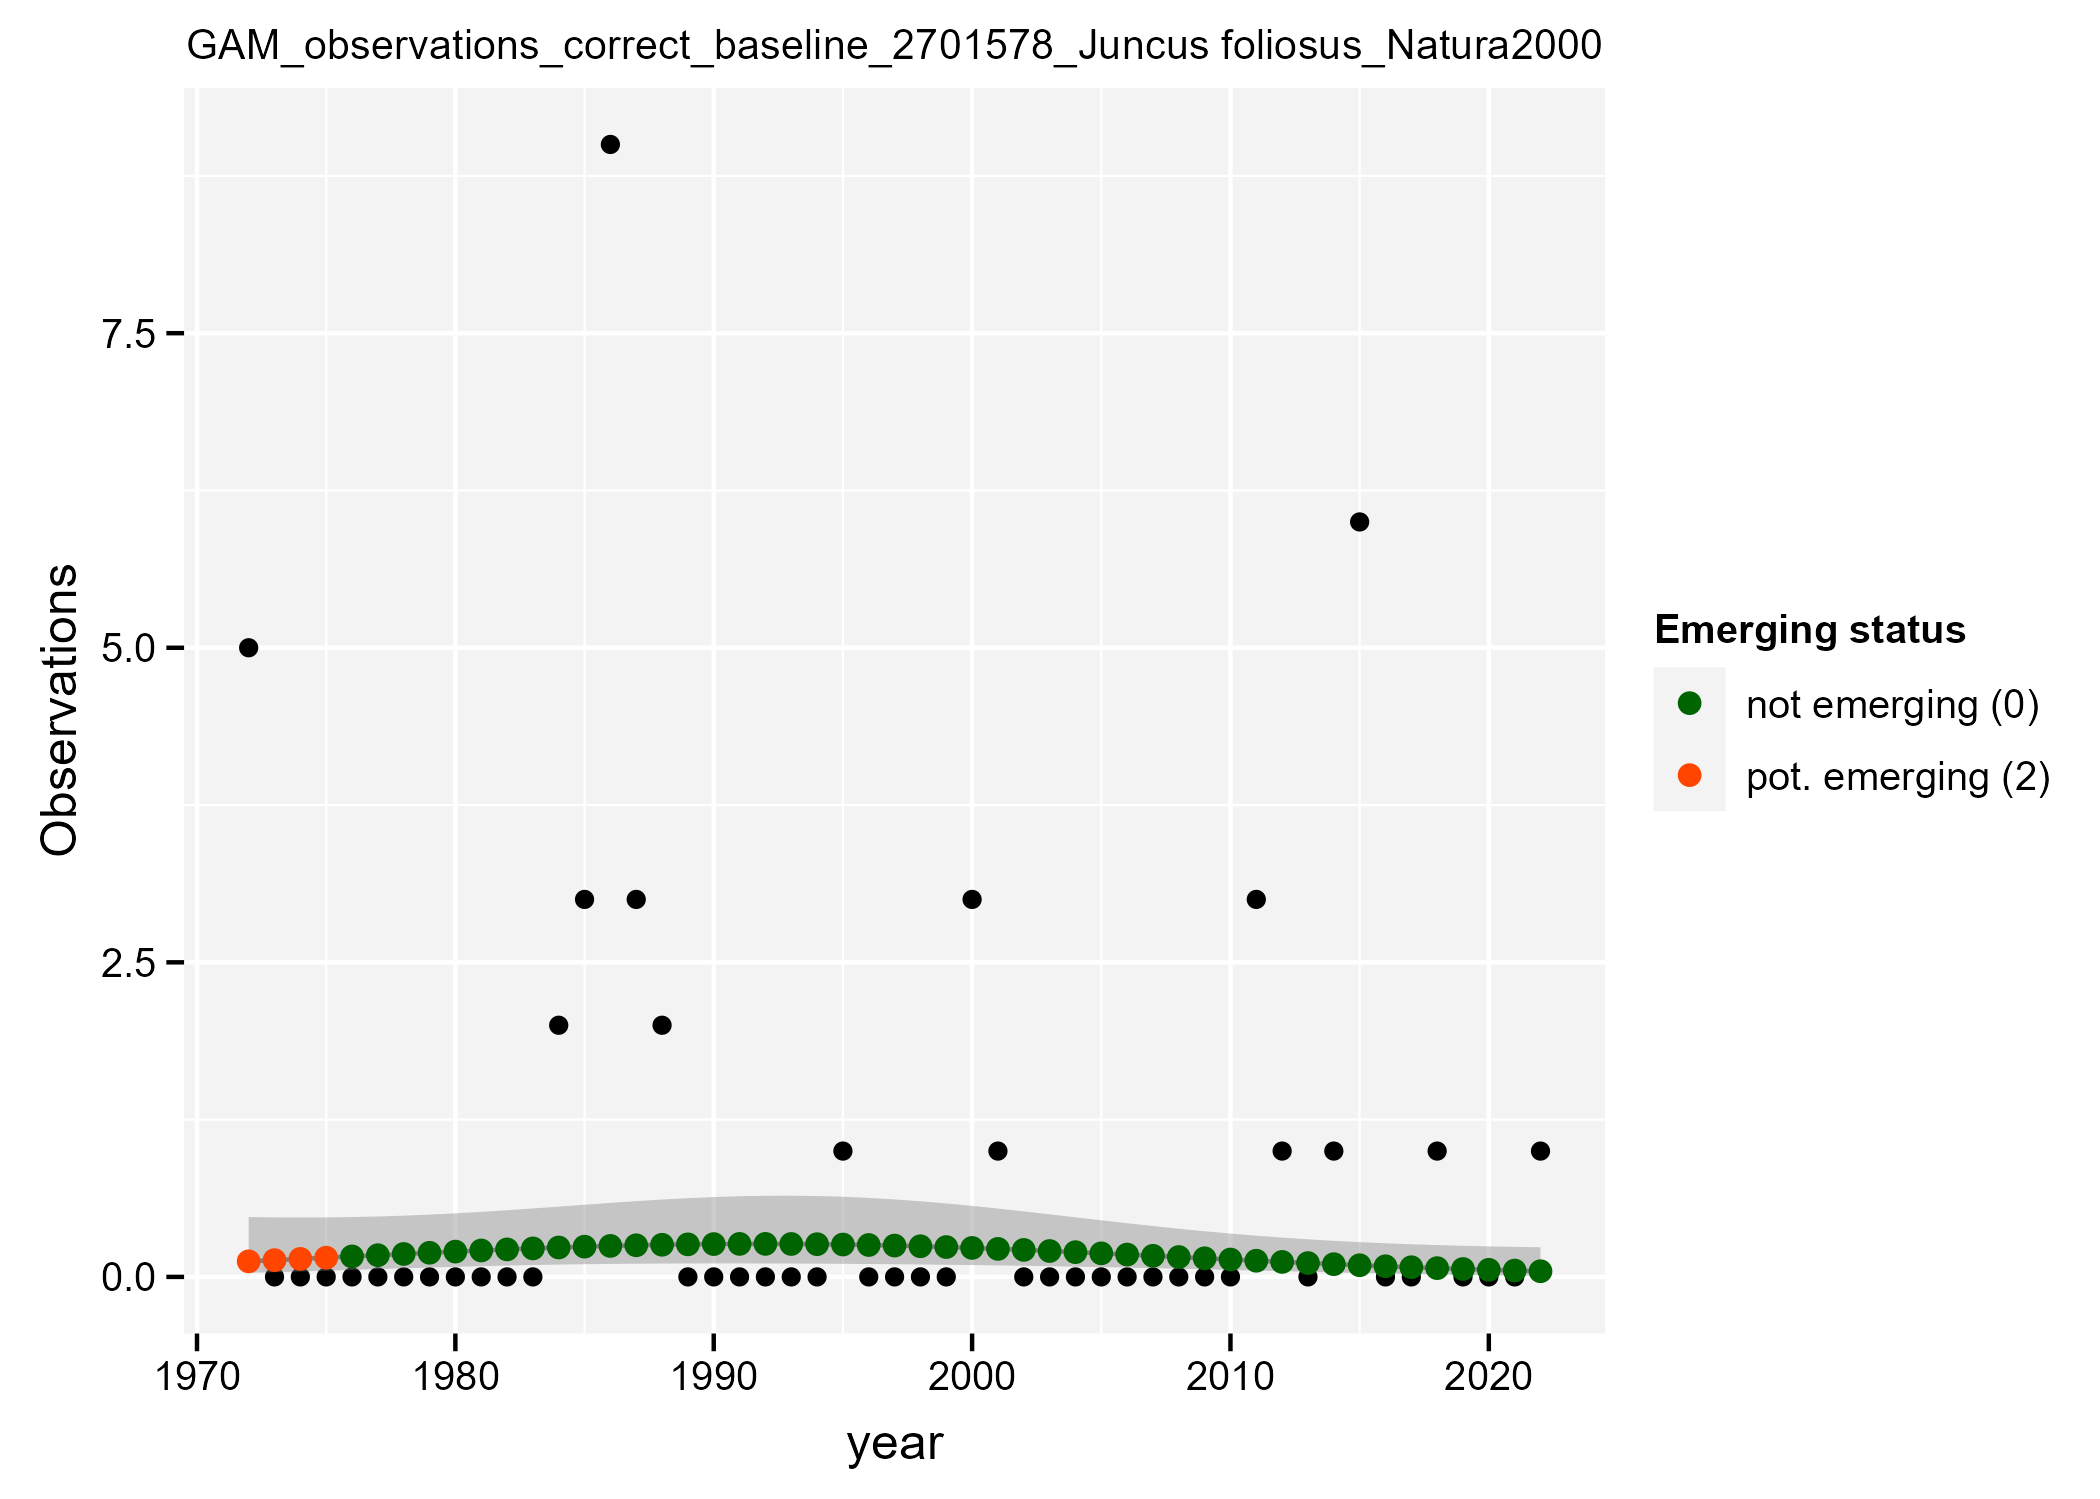 GAM_observations_correct_baseline_2701578_Juncus foliosus_Natura2000
Observations
7.5
5.0
2.5
0.0
1970 1980 1990 2000 2010 2020
year
Emerging status
not emerging (0)
pot. emerging (2)